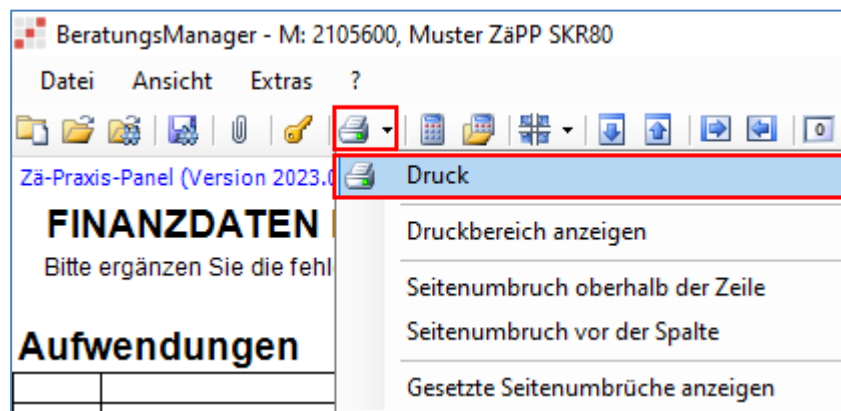 BeratungsManager - M: 2105600, Muster ZäPP SKR80
Datei Ansicht Extras ?
Zä-Praxis-Panel (Version 2023.
Druck
FINANZDATEN
Druckbereich anzeigen
Bitte ergänzen Sie die fehl
Seitenumbruch oberhalb der Zeile
Seitenumbruch vor der Spalte
Aufwendungen
Gesetzte Seitenumbrüche anzeigen